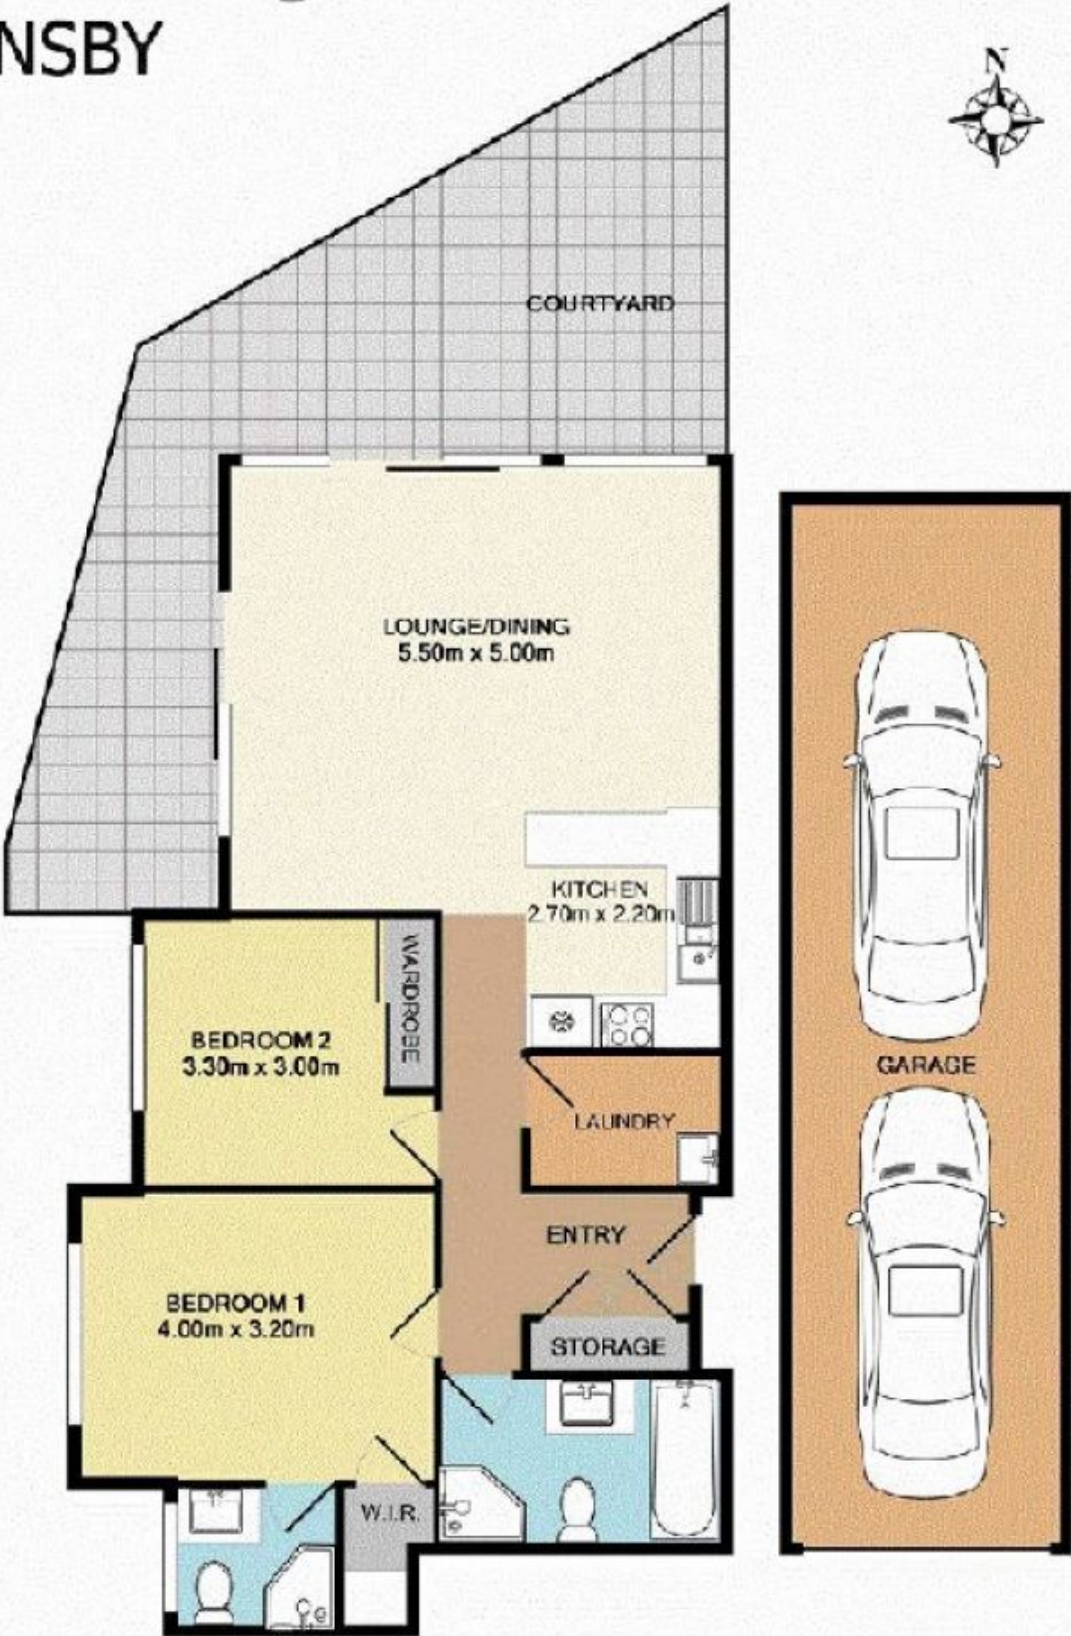 NSBY
N
COURTYARD
LOUNGE/DINING
5.50m x 5.00m
KITCHEN
2.70m x 2.20m
WARDROBE
BEDROOM 2
3.30m x 3.00m
GARAGE
LAUNDRY
ENTRY
BEDROOM 1
4.00m x 3.20m
STORAGE
W.I.R.